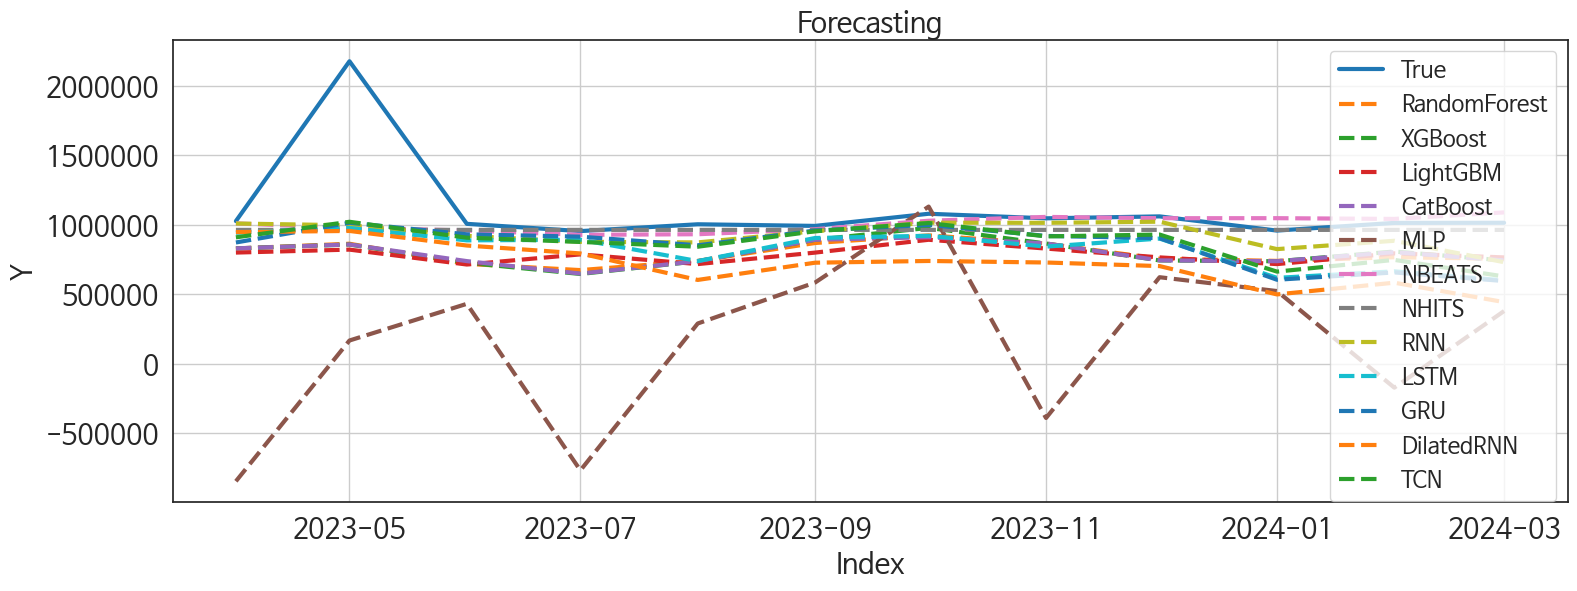 Forecasting
2000000
1500000
1000000
500000
0
-500000
Y
2023-05
2023-07
2023-09
2023-11
2024-01
2024-03
Index
True
RandomForest
XGBoost
LightGBM
CatBoost
MLP
NBEATS
NHITS
RNN
LSTM
GRU
DilatedRNN
TCN